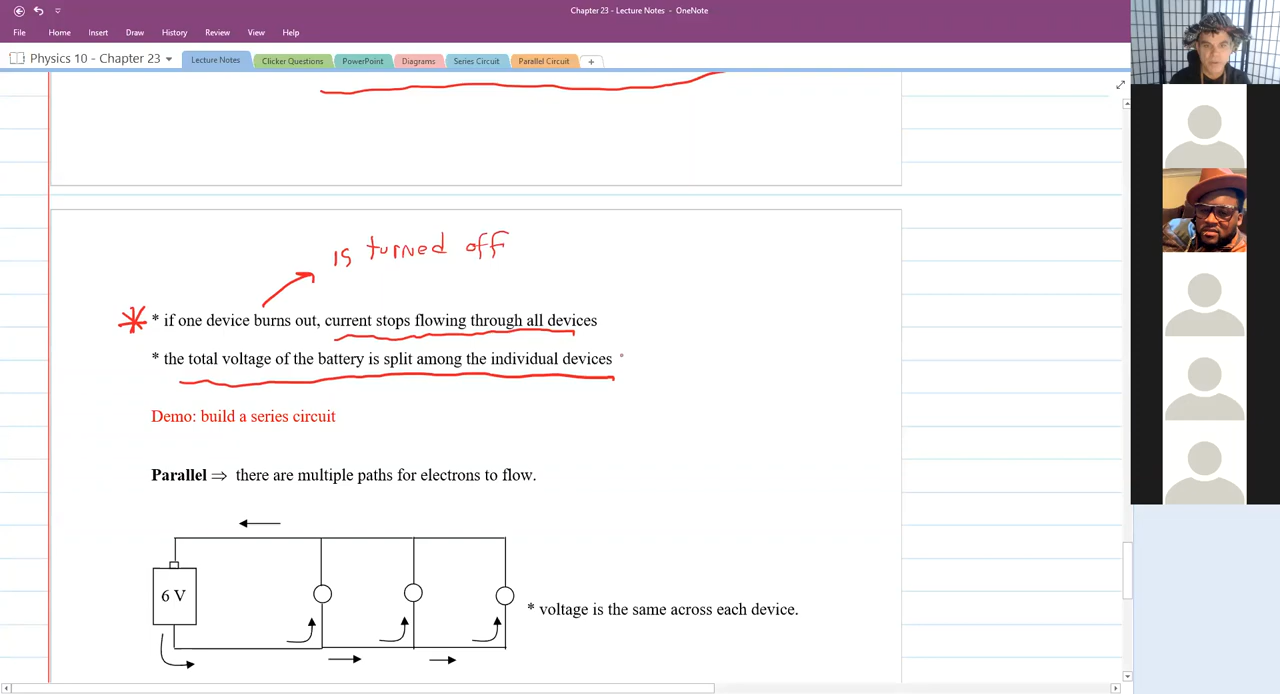 Chapter 23 - Lecture Notes - OneNote
File Home Insert Draw History Review View Help
Physics 10 - Chapter 23 Lecture Notes Clicker Questions PowerPoint Diagrams Series Circuit Parallel Circuit +
is turned off
* * if one device burns out, current stops flowing through all devices
* the total voltage of the battery is split among the individual devices
Demo: build a series circuit
Parallel ⇒ there are multiple paths for electrons to flow.
6 V
* voltage is the same across each device.